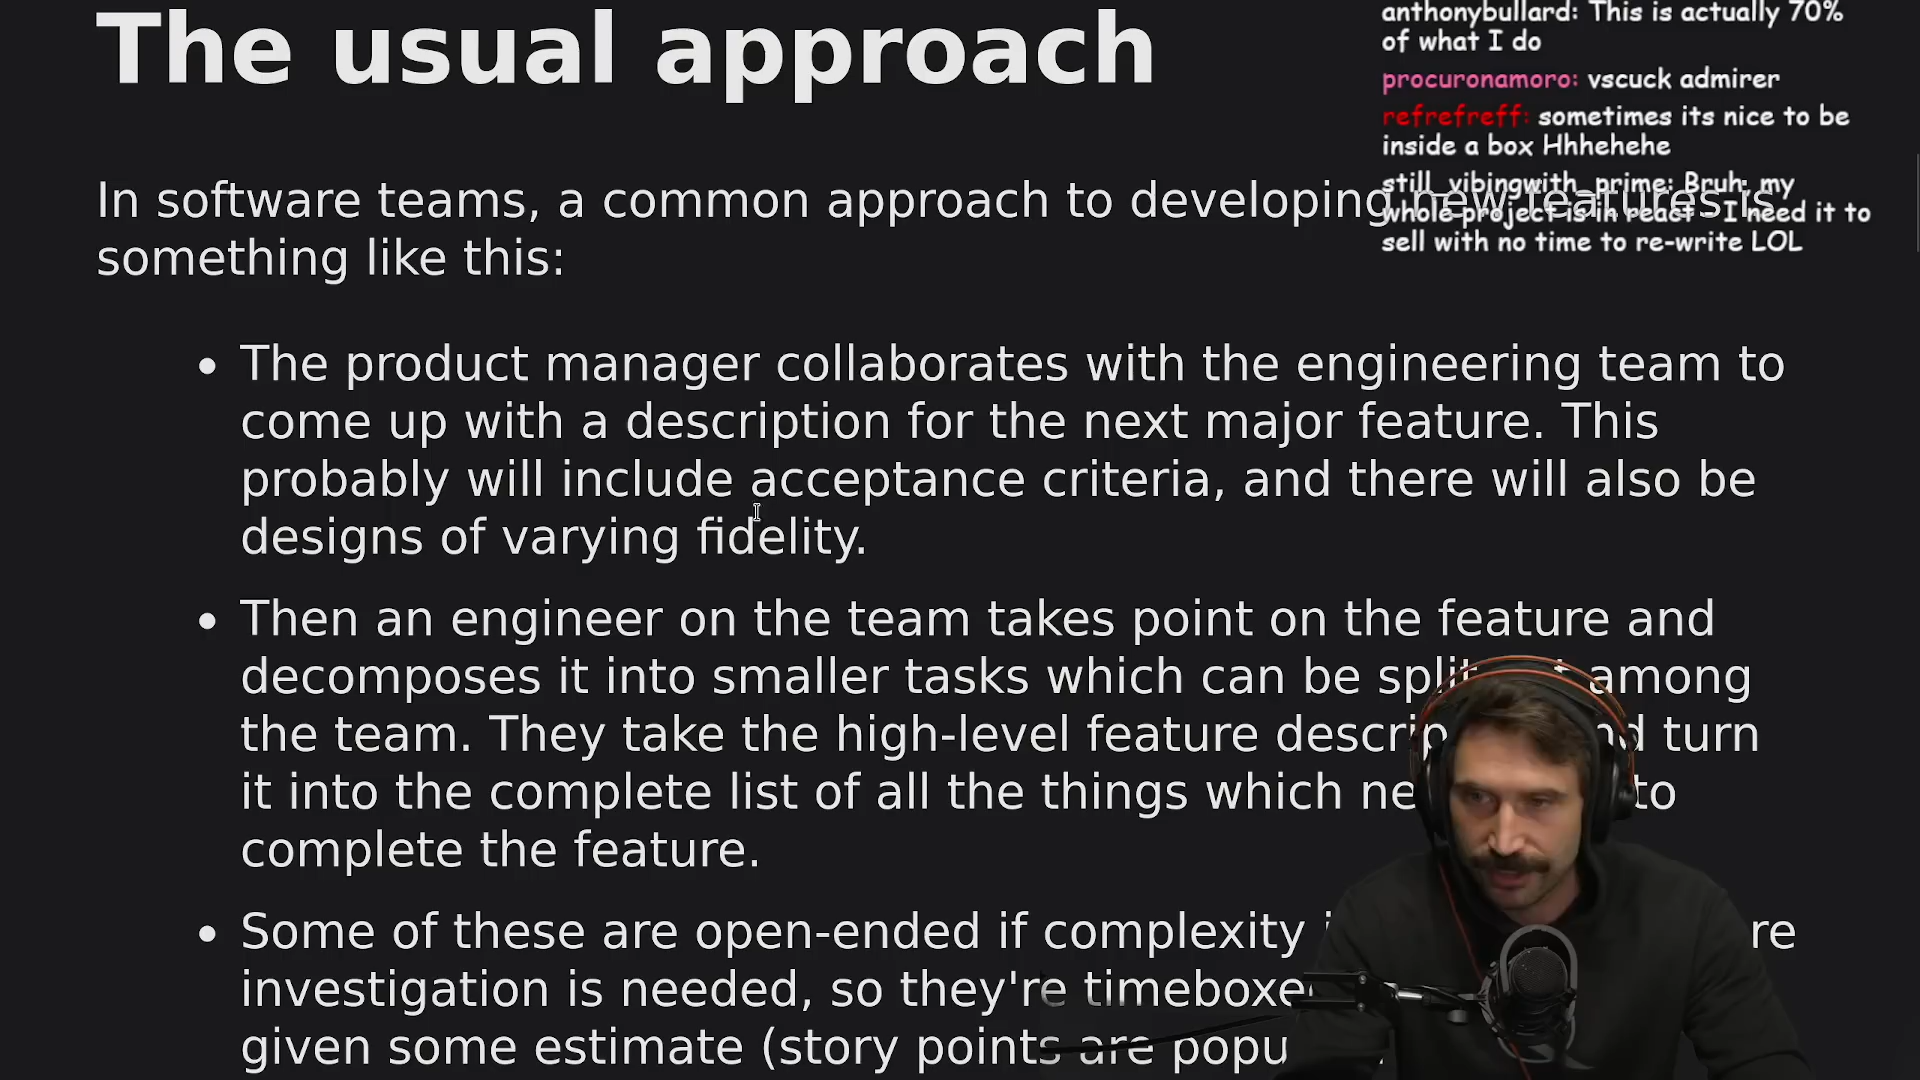 The usual approach
anthonybullard: This is actually 70%
of what I do
procuronamoro: vscuck admirer
refrefreff: sometimes its nice to be
inside a box Hhhehehe
still_vibingwith_prime: Bruh, my
whole project is in react - I need it to
sell with no time to re-write LOL
In software teams, a common approach to developing new features is
something like this:
• The product manager collaborates with the engineering team to
come up with a description for the next major feature. This
probably will include acceptance criteria, and there will also be
designs of varying fidelity.
• Then an engineer on the team takes point on the feature and
decomposes it into smaller tasks which can be split among
the team. They take the high-level feature turn
it into the complete list of all the things which to
complete the feature.
• Some of these are open-ended if complexity
investigation is needed, so they're
given some estimate (story points are